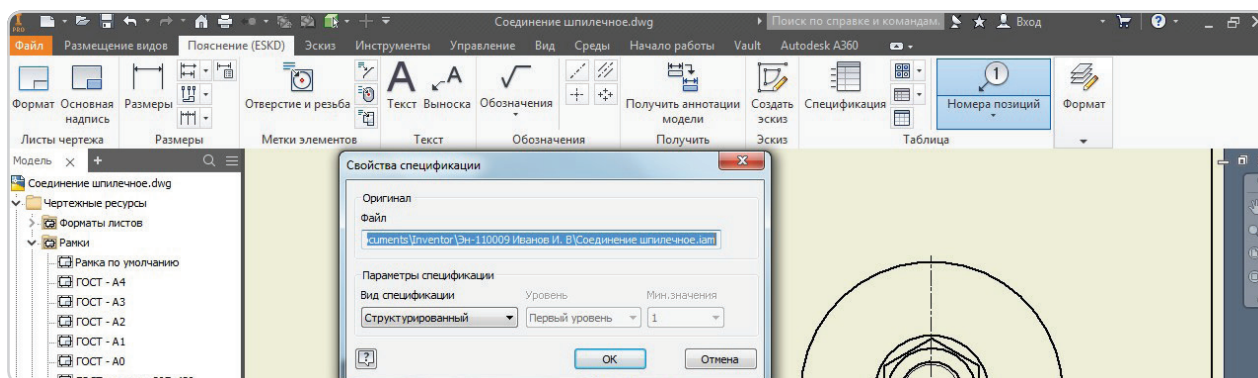 PRO
Соединение шпилечное.dwg
Поиск по справке и командам.
Вход
Файл Размещение видов Пояснение (ESKD) Эскиз Инструменты Управление Вид Среды Начало работы Vault Autodesk A360
Формат Основная надпись Размеры Отверстие и резьба Текст Выноска Обозначения Получить аннотации модели Создать эскиз Спецификация Номера позиций Формат
Листы чертежа Размеры Метки элементов Текст Обозначения Получить Эскиз Таблица
Модель
Соединение шпилечное.dwg
Чертежные ресурсы
Форматы листов
Рамки
Рамка по умолчанию
ГОСТ - А4
ГОСТ - А3
ГОСТ - А2
ГОСТ - А1
ГОСТ - А0
Свойства спецификации
Оригинал
Файл
cuments\Inventor\Эн-110009 Иванов И. В\Соединение шпилечное.iam
Параметры спецификации
Вид спецификации Уровень Мин.значения
Структурированный Первый уровень 1
ОК Отмена